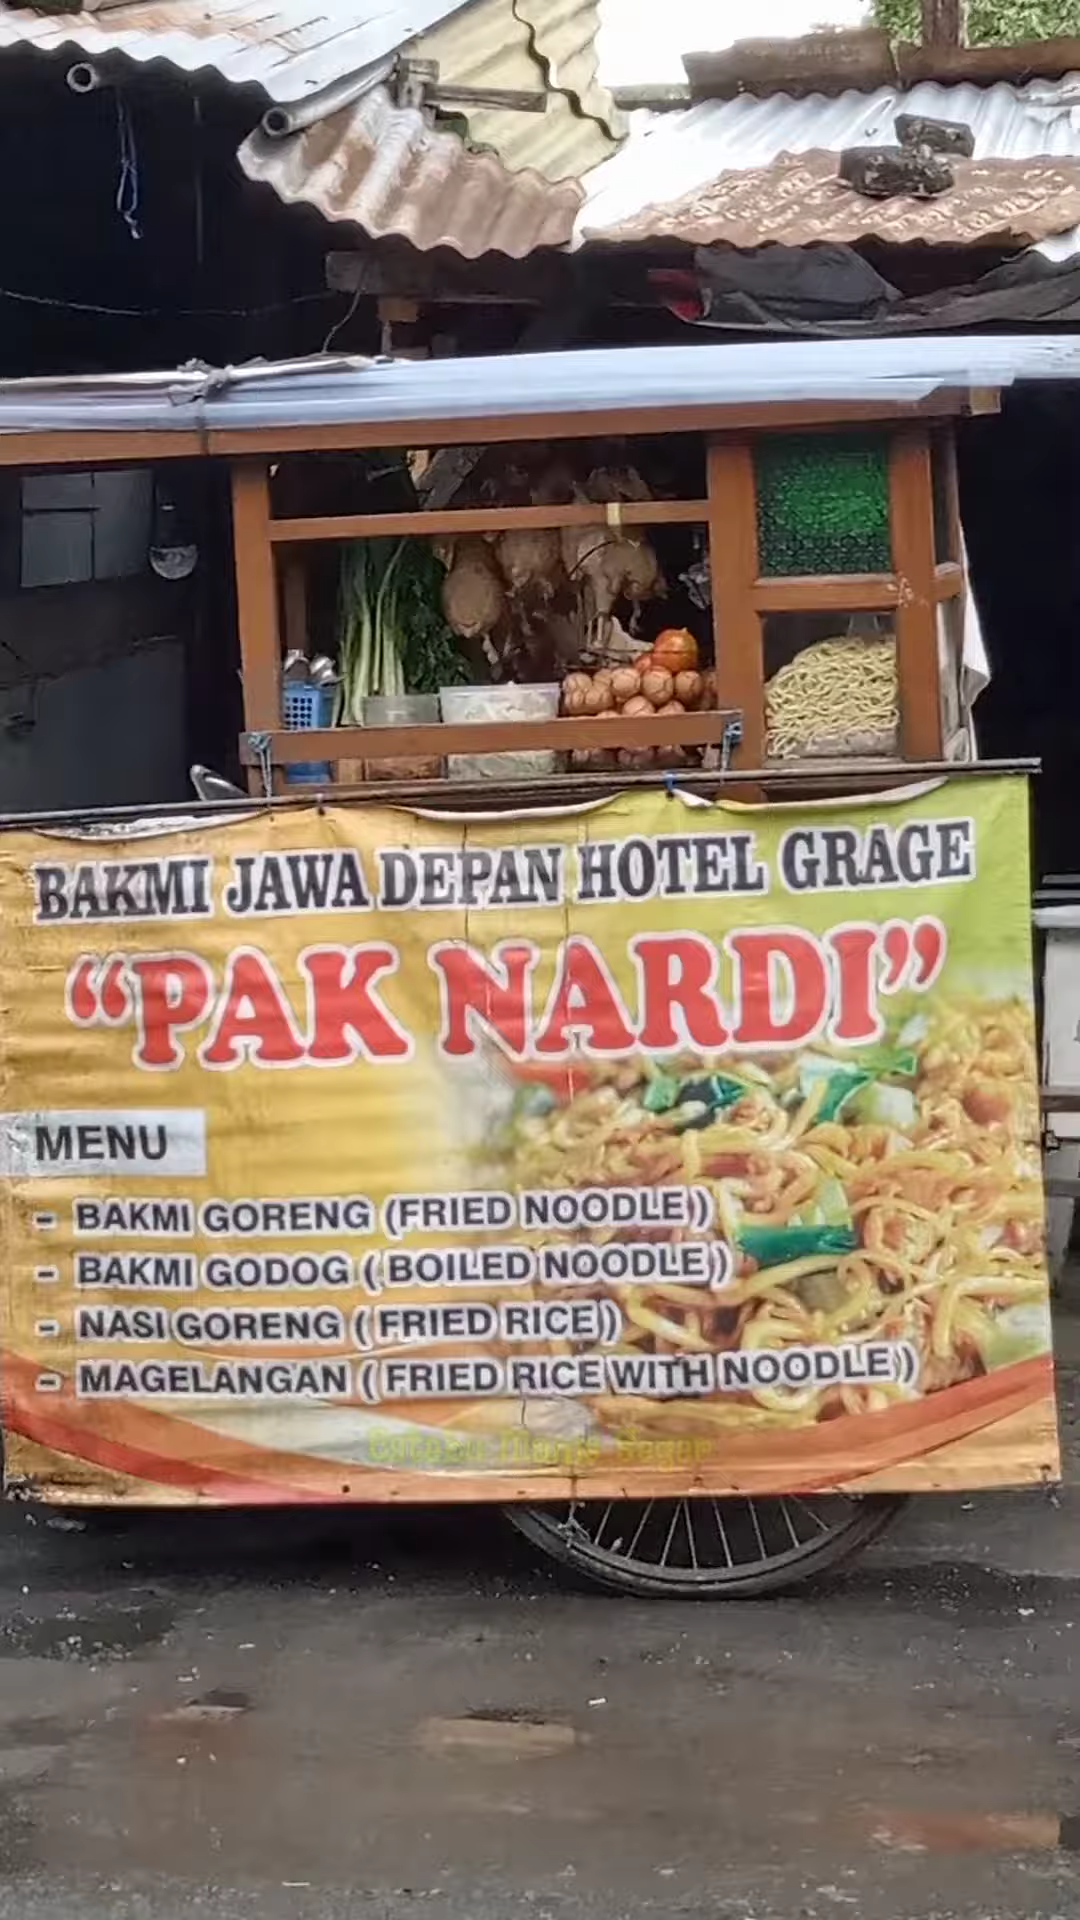 BAKMI JAWA DEPAN HOTEL GRAGE
“PAK NARDI”
MENU
- BAKMI GORENG (FRIED NOODLE)
- BAKMI GODOG ( BOILED NOODLE)
- NASI GORENG ( FRIED RICE)
- MAGELANGAN ( FRIED RICE WITH NOODLE)